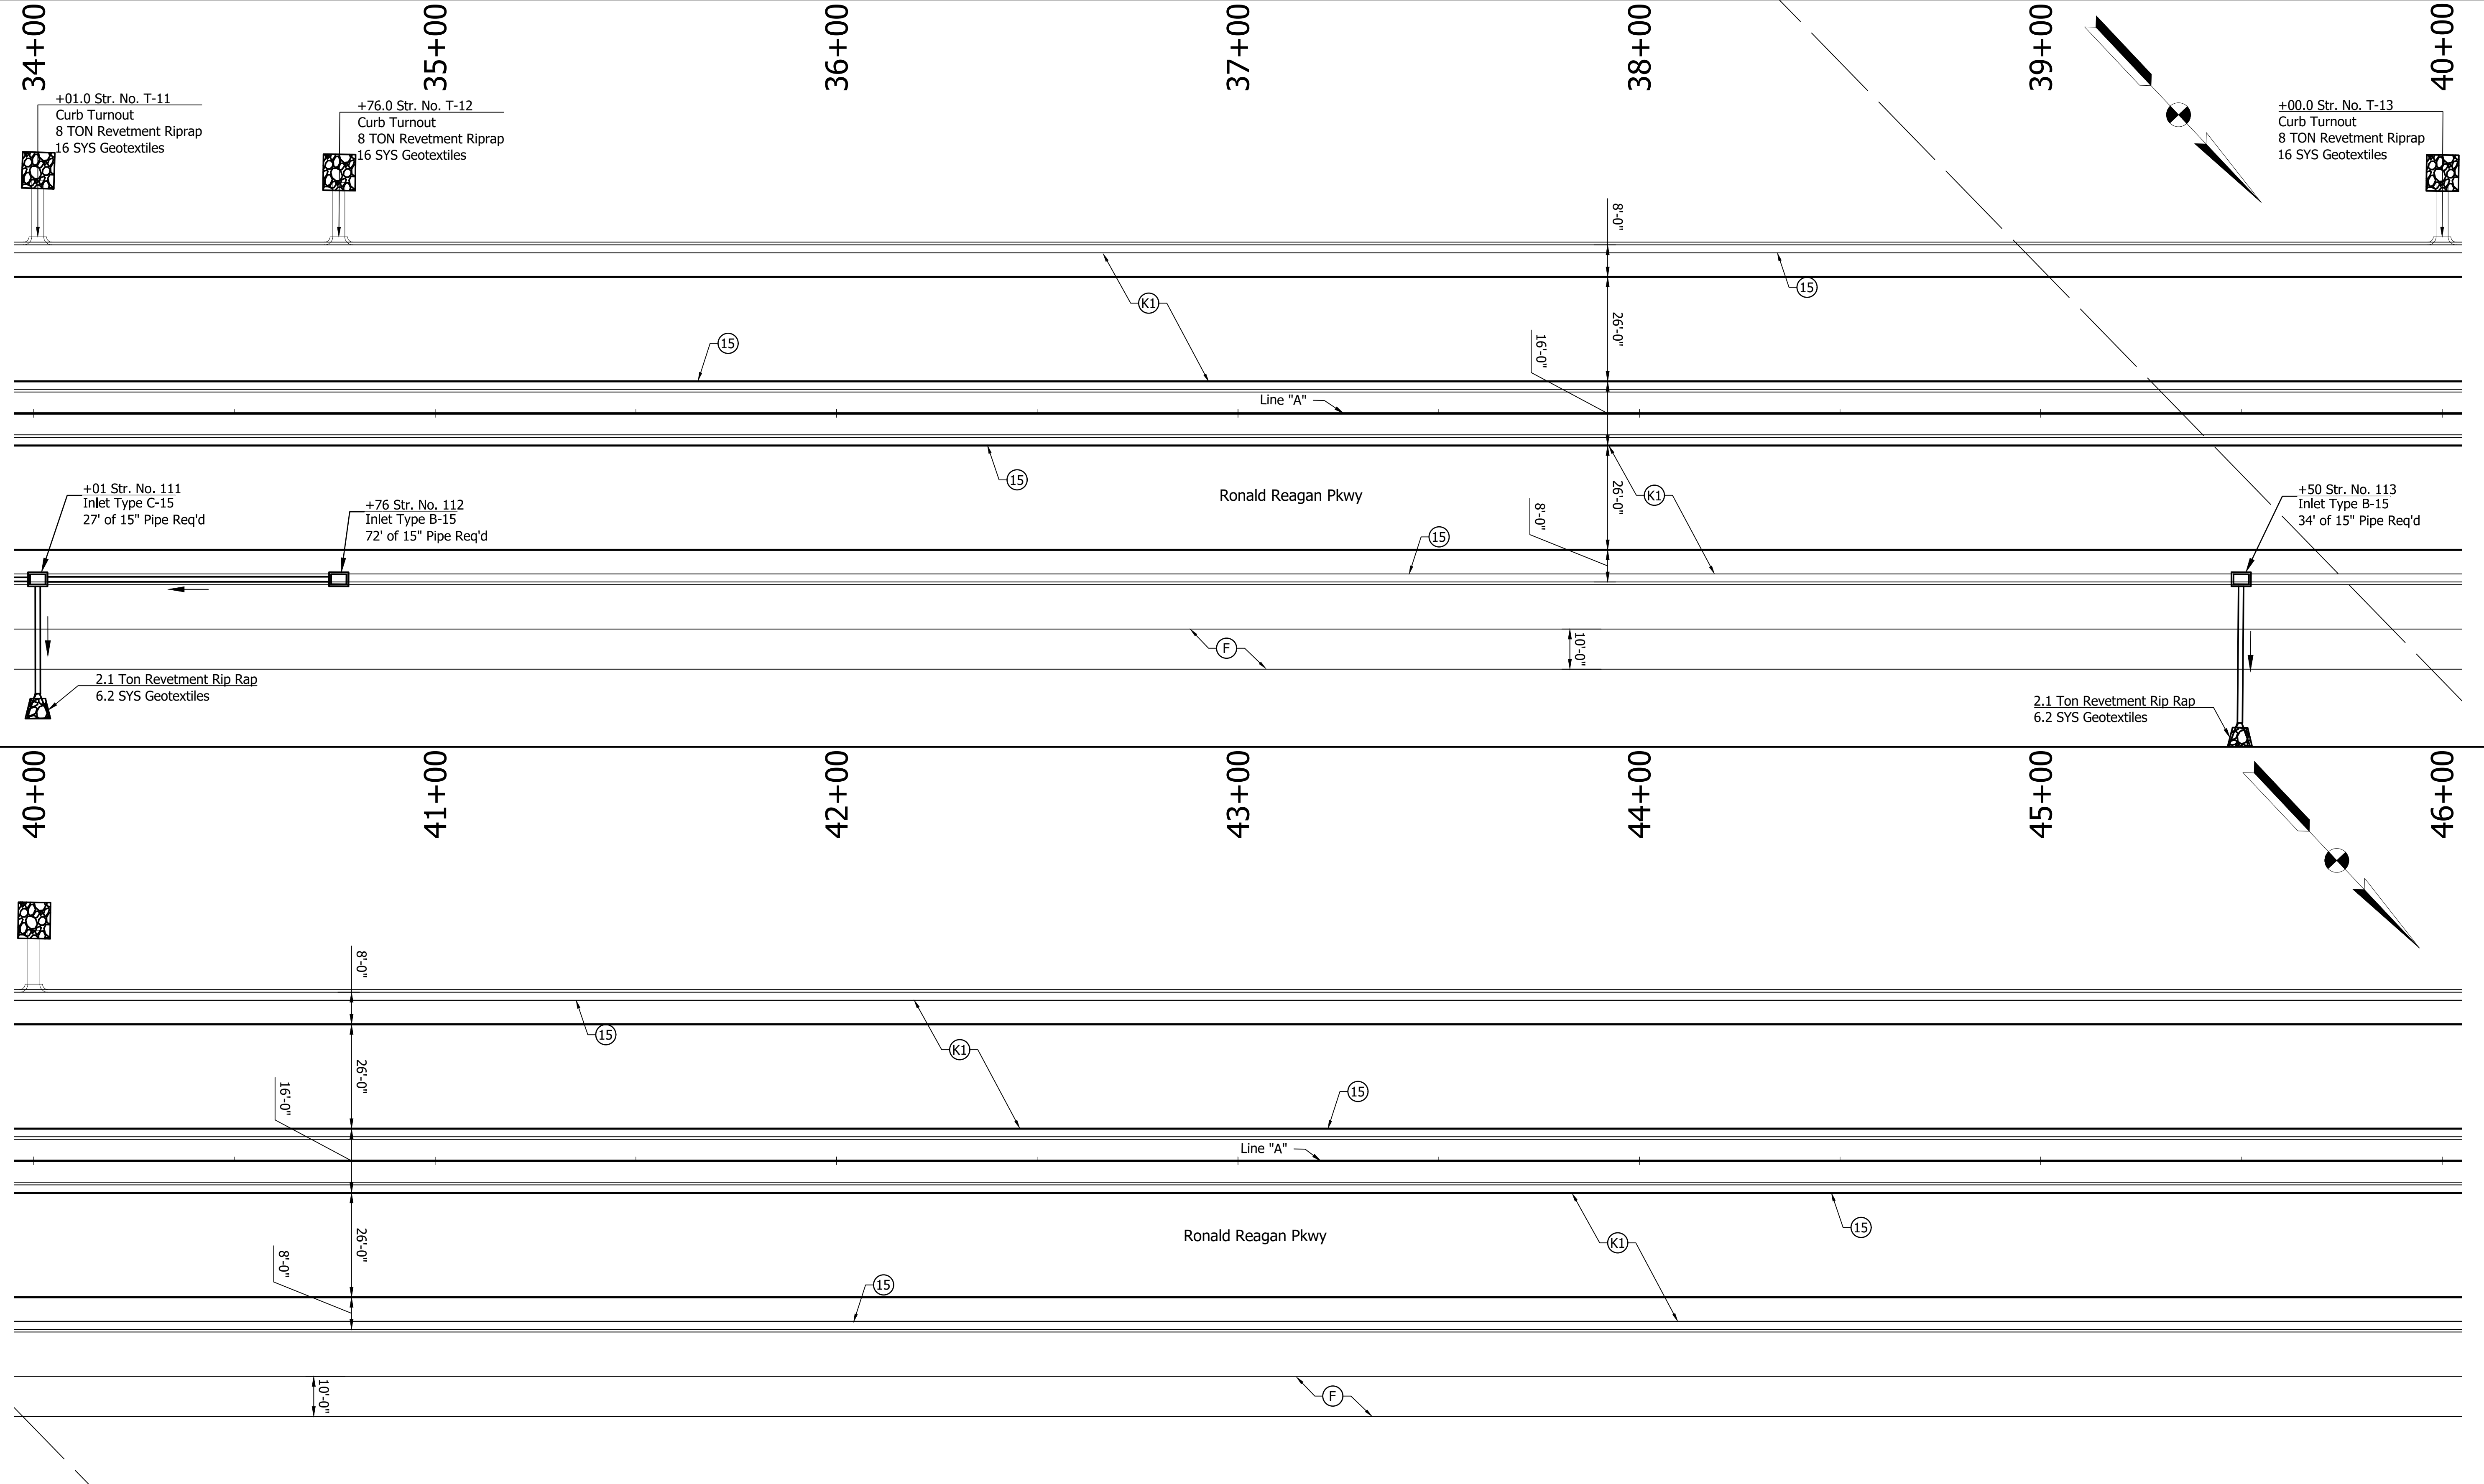 34+00
35+00
36+00
37+00
38+00
39+00
40+00
+01.0 Str. No. T-11
Curb Turnout
8 TON Revetment Riprap
16 SYS Geotextiles
+76.0 Str. No. T-12
Curb Turnout
8 TON Revetment Riprap
16 SYS Geotextiles
+00.0 Str. No. T-13
Curb Turnout
8 TON Revetment Riprap
16 SYS Geotextiles
8'-0"
15
K1
26'-0"
15
16'-0"
Line "A"
15
Ronald Reagan Pkwy
26'-0"
K1
+01 Str. No. 111
Inlet Type C-15
27' of 15" Pipe Req'd
+76 Str. No. 112
Inlet Type B-15
72' of 15" Pipe Req'd
+50 Str. No. 113
Inlet Type B-15
34' of 15" Pipe Req'd
8'-0"
15
F
10'-0"
2.1 Ton Revetment Rip Rap
6.2 SYS Geotextiles
2.1 Ton Revetment Rip Rap
6.2 SYS Geotextiles
40+00
41+00
42+00
43+00
44+00
45+00
46+00
8'-0"
15
K1
26'-0"
15
16'-0"
Line "A"
15
Ronald Reagan Pkwy
26'-0"
K1
8'-0"
15
10'-0"
F